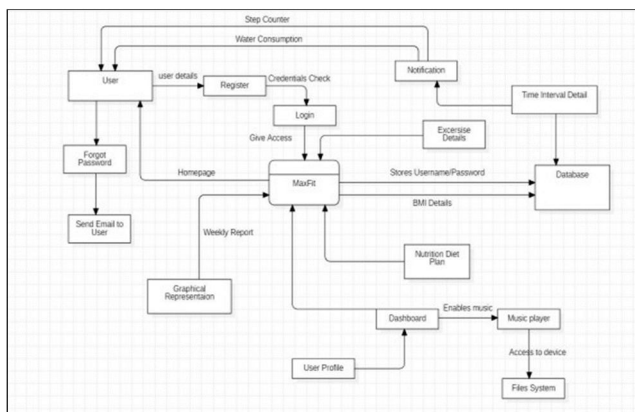 Step Counter
Water Consumption
User
user details
Register
Credentials Check
Notification
Time Interval Detail
Login
Give Access
Excersise
Details
Forgot
Password
Homepage
MaxFit
Stores Username/Password
BMI Details
Database
Send Email to
User
Weekly Report
Nutrition Diet
Plan
Graphical
Representaion
Dashboard
Enables music
Music player
User Profile
Access to device
Files System